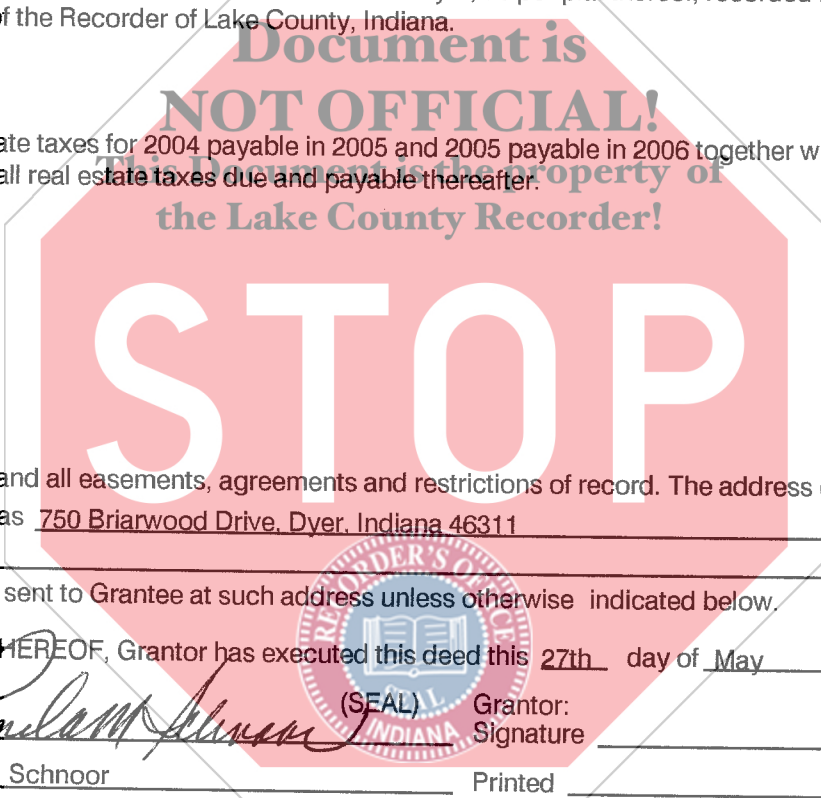 of the Recorder of Lake County, Indiana.
Document is
NOT OFFICIAL!
ate taxes for 2004 payable in 2005 and 2005 payable in 2006 together w
This Document is the property of
all real estate taxes due and payable thereafter.
the Lake County Recorder!
STOP
and all easements, agreements and restrictions of record. The address
as 750 Briarwood Drive, Dyer, Indiana 46311
sent to Grantee at such address unless otherwise indicated below.
HEREOF, Grantor has executed this deed this 27th day of May
(SEAL) Grantor:
Signature
Schnoor Printed
RECORDER'S OFFICE
SEAL
INDIANA